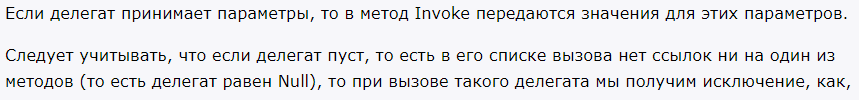 Если делегат принимает параметры, то в метод Invoke передаются значения для этих параметров.
Следует учитывать, что если делегат пуст, то есть в его списке вызова нет ссылок ни на один из
методов (то есть делегат равен Null), то при вызове такого делегата мы получим исключение, как,